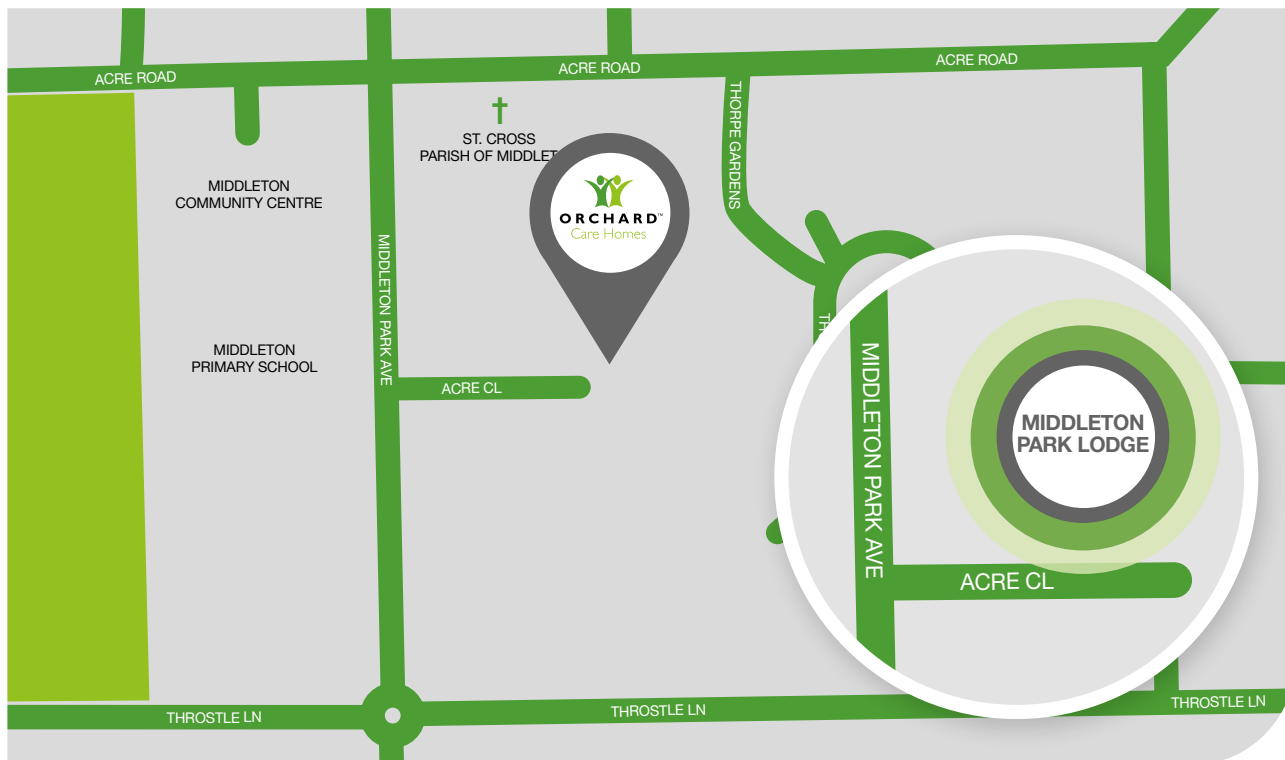 ACRE ROAD
ACRE ROAD
ACRE ROAD
ST. CROSS
PARISH OF MIDDLET
MIDDLETON
COMMUNITY CENTRE
THORPE GARDENS
ORCHARD™
Care Homes
MIDDLETON PARK AVE
MIDDLETON
PRIMARY SCHOOL
ACRE CL
TH
MIDDLETON PARK AVE
MIDDLETON
PARK LODGE
ACRE CL
THROSTLE LN
THROSTLE LN
THROSTLE LN